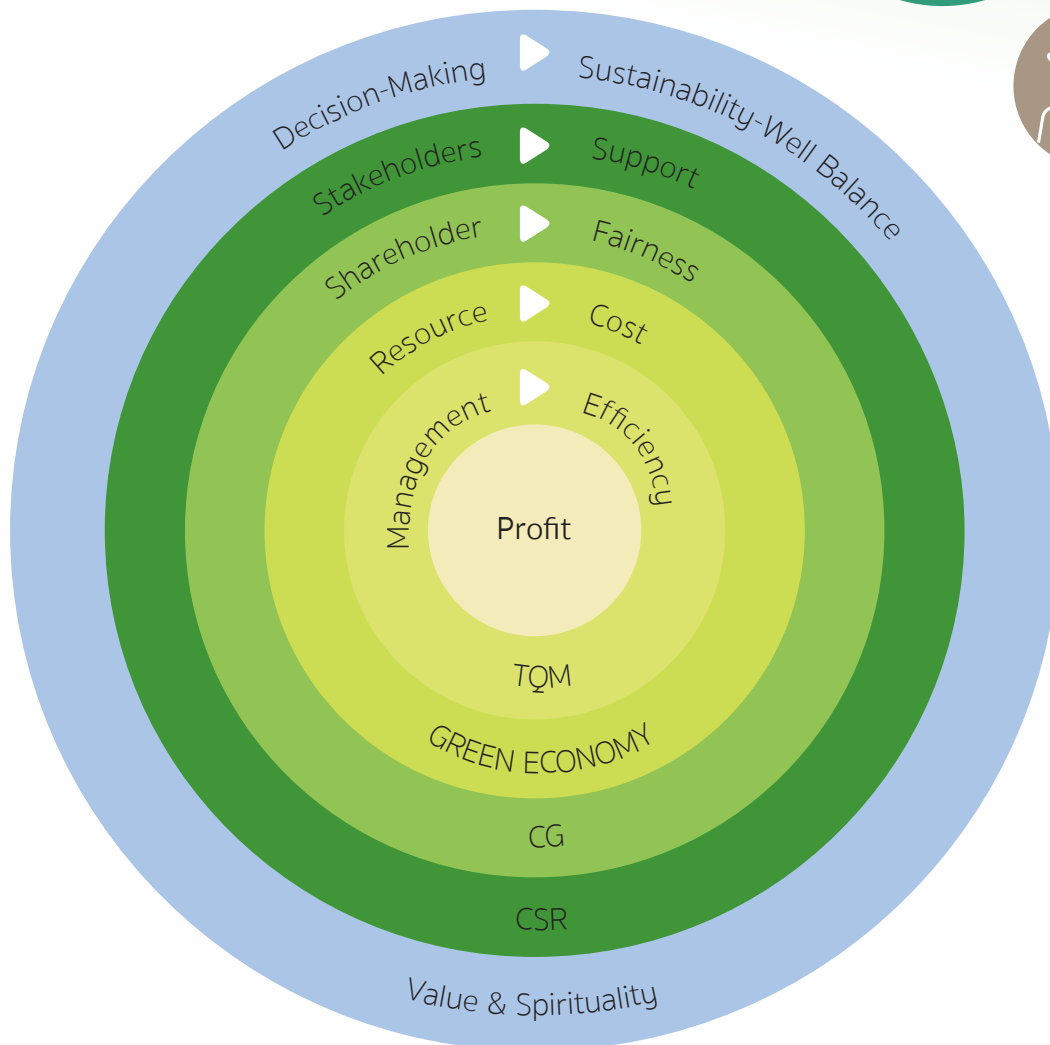 Decision-Making Sustainability-Well Balance
Stakeholders Support
Shareholder Fairness
Resource Cost
Management Efficiency
Profit
TQM
GREEN ECONOMY
CG
CSR
Value & Spirituality